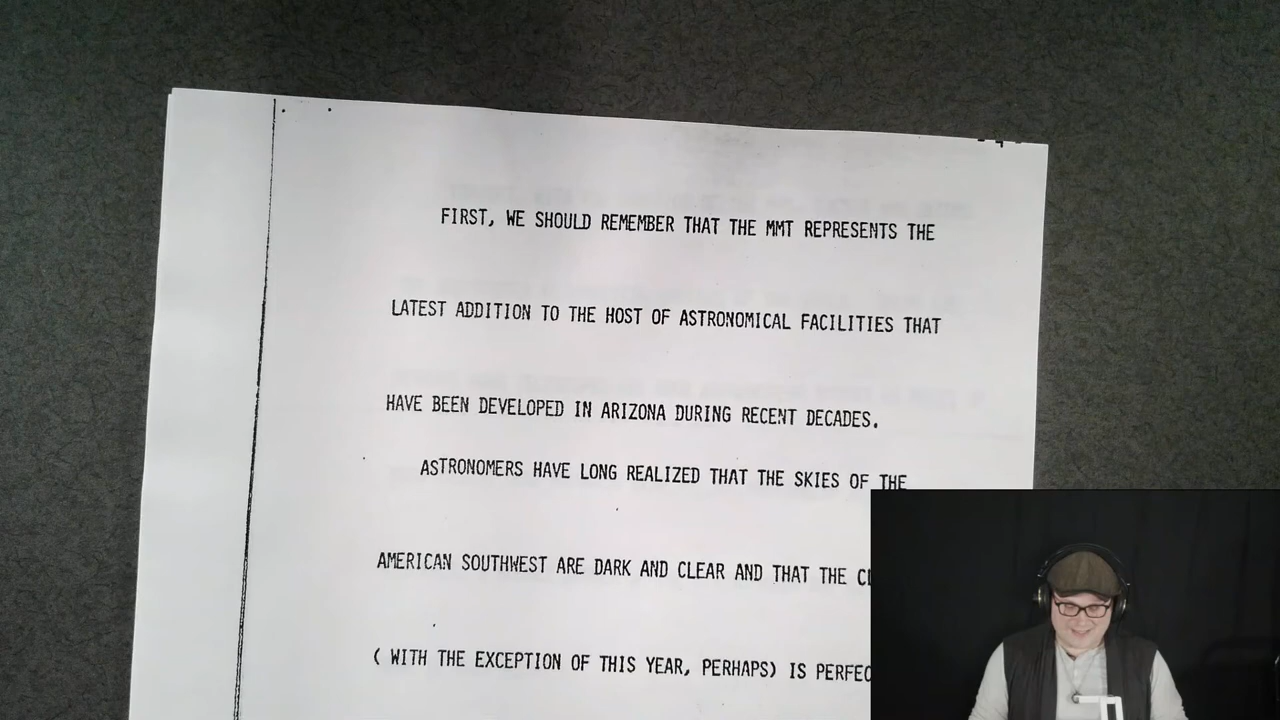 FIRST, WE SHOULD REMEMBER THAT THE MMT REPRESENTS THE
LATEST ADDITION TO THE HOST OF ASTRONOMICAL FACILITIES THAT
HAVE BEEN DEVELOPED IN ARIZONA DURING RECENT DECADES.
ASTRONOMERS HAVE LONG REALIZED THAT THE SKIES OF THE
AMERICAN SOUTHWEST ARE DARK AND CLEAR AND THAT THE
( WITH THE EXCEPTION OF THIS YEAR, PERHAPS) IS